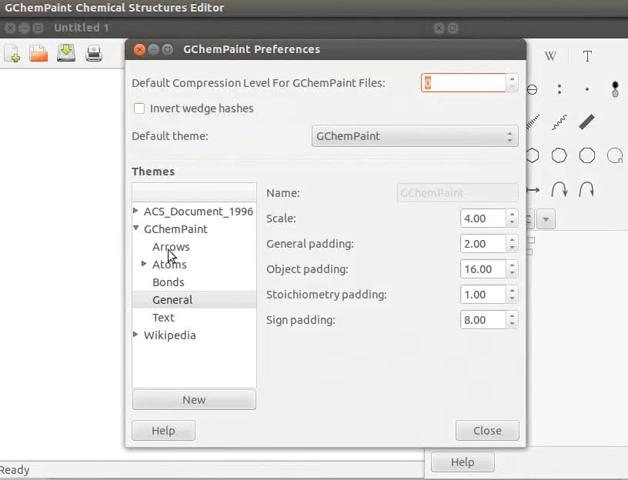 GChemPaint Chemical Structures Editor
Untitled 1
GChemPaint Preferences
W T
Default Compression Level For GChemPaint Files: 0
Invert wedge hashes
Default theme: GChemPaint
Themes
Name: GChemPaint
ACS_Document_1996
Scale: 4.00
GChemPaint
General padding: 2.00
Arrows
Atoms
Object padding: 16.00
Bonds
Stoichiometry padding: 1.00
General
Text
Sign padding: 8.00
Wikipedia
New
Help
Close
Help
Ready